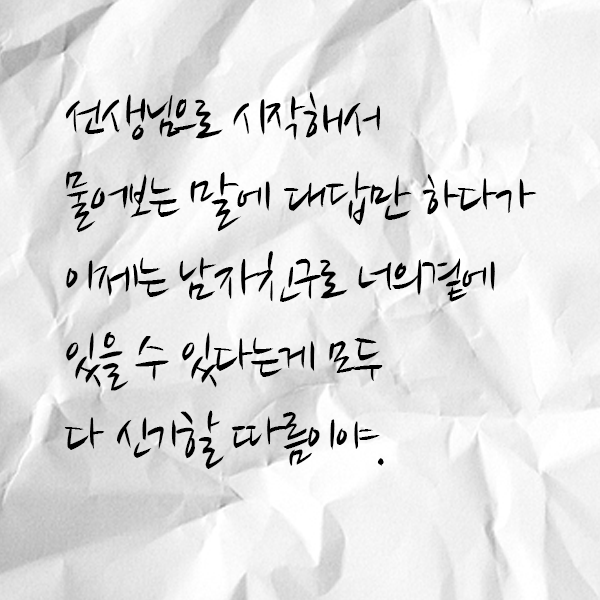 선생님으로 시작해서
물어보는 말에 대답만 하다가
이제는 남자친구로 너의곁에
있을 수 있다는게 모두
다 신기할 따름이야.